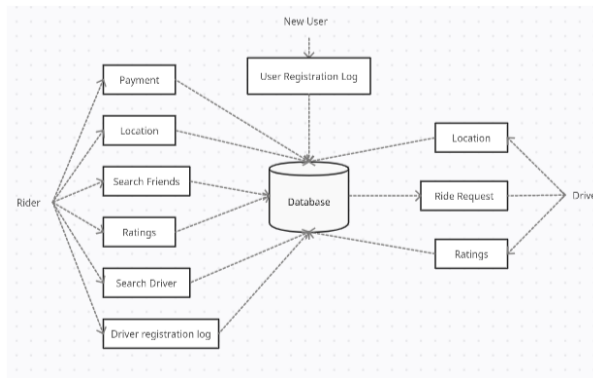 New User
User Registration Log
Payment
Location
Search Friends
Ratings
Search Driver
Driver registration log
Rider
Database
Location
Ride Request
Ratings
Drive